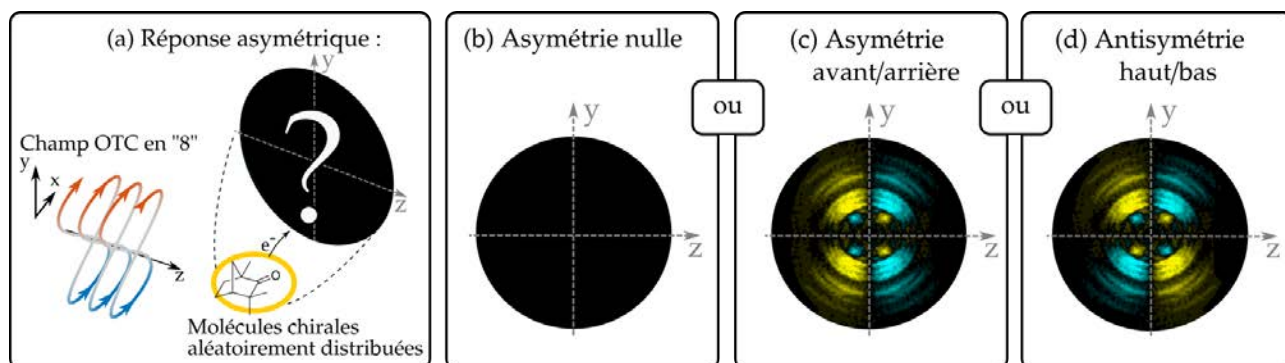 (a) Réponse asymétrique :
y
?
Champ OTC en "8"
y
x
z
z
e-
O
Molécules chirales
aléatoirement distribuées
(b) Asymétrie nulle
y
z
ou
(c) Asymétrie
avant/arrière
y
z
ou
(d) Antisymétrie
haut/bas
y
z